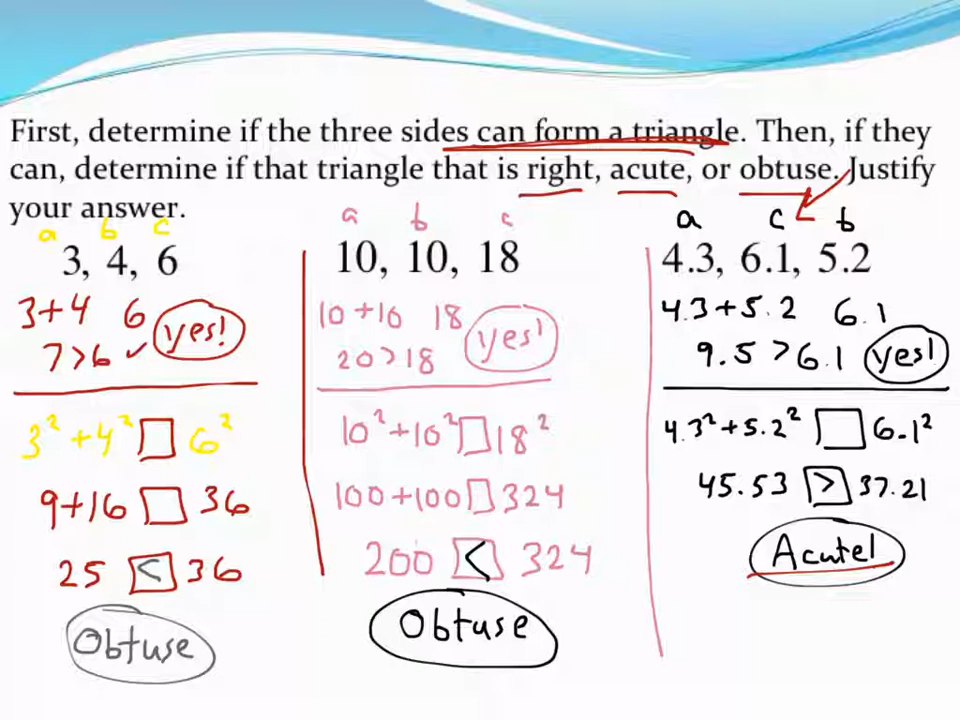 First, determine if the three sides can form a triangle. Then, if they
can, determine if that triangle that is right, acute, or obtuse. Justify
your answer.
a b c
3, 4, 6
3+4 6
7>6 ✓ yes!
3²+4² □ 6²
9+16 □ 36
25 < 36
Obtuse
a b c
10, 10, 18
10+10 18
20>18 yes!
10²+10² □ 18²
100+100 □ 324
200 < 324
Obtuse
a c b
4.3, 6.1, 5.2
4.3+5.2 6.1
9.5 >6.1 yes!
4.3²+5.2² □ 6.1²
45.53 > 37.21
Acute!